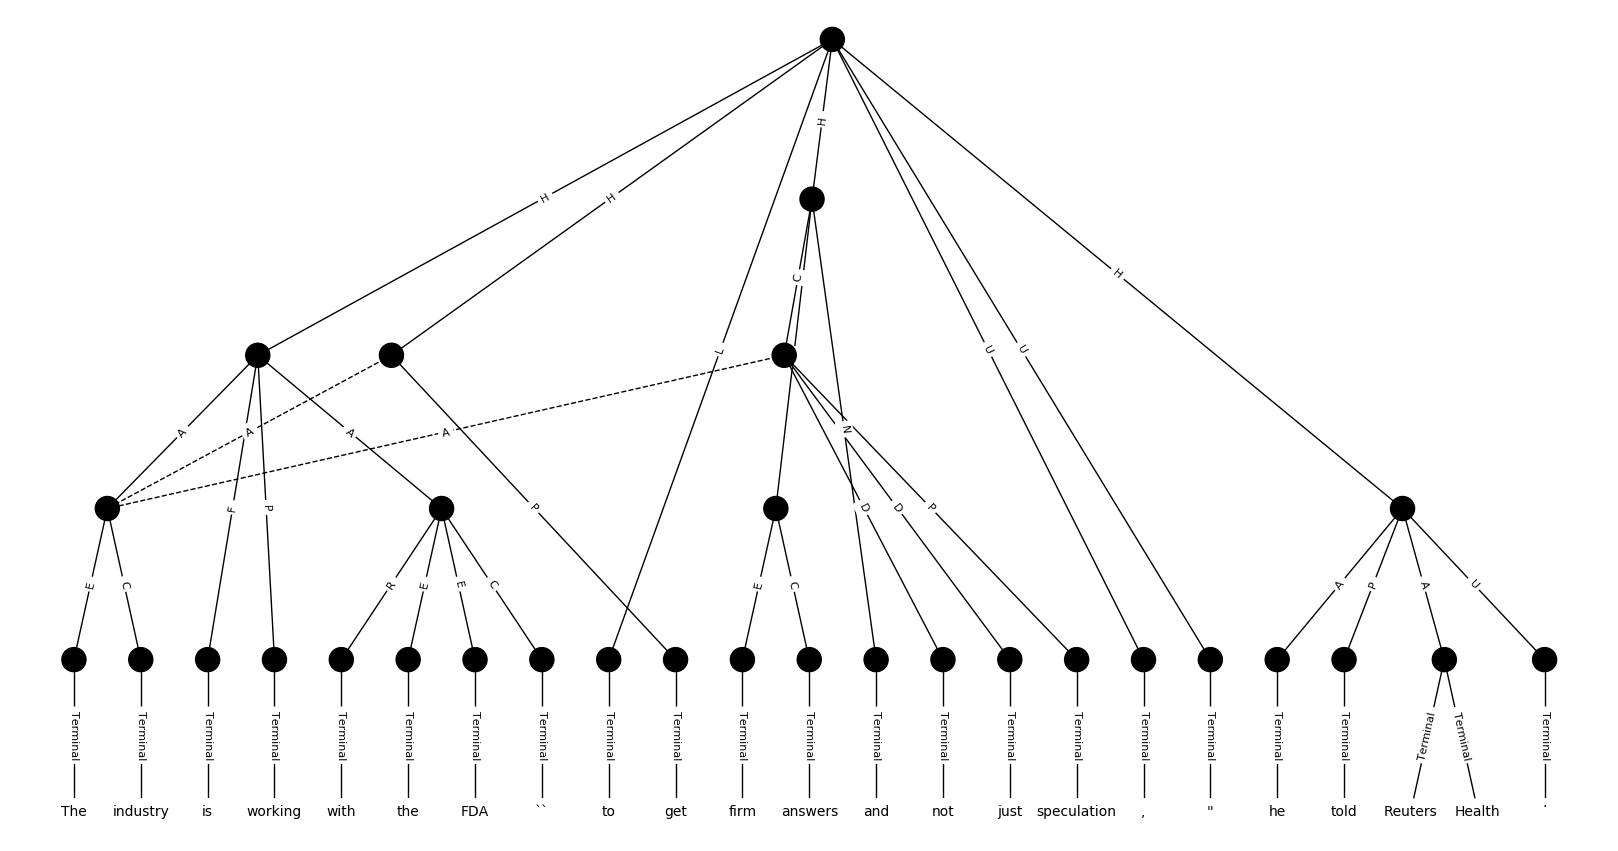 H
H H
C
H
L U U
A A A A N
F P P D D P
E C R E E C E C A P A U
Terminal Terminal Terminal Terminal Terminal Terminal Terminal Terminal Terminal Terminal Terminal Terminal Terminal Terminal Terminal Terminal Terminal Terminal Terminal Terminal Terminal Terminal Terminal
The industry is working with the FDA `` to get firm answers and not just speculation , " he told Reuters Health .